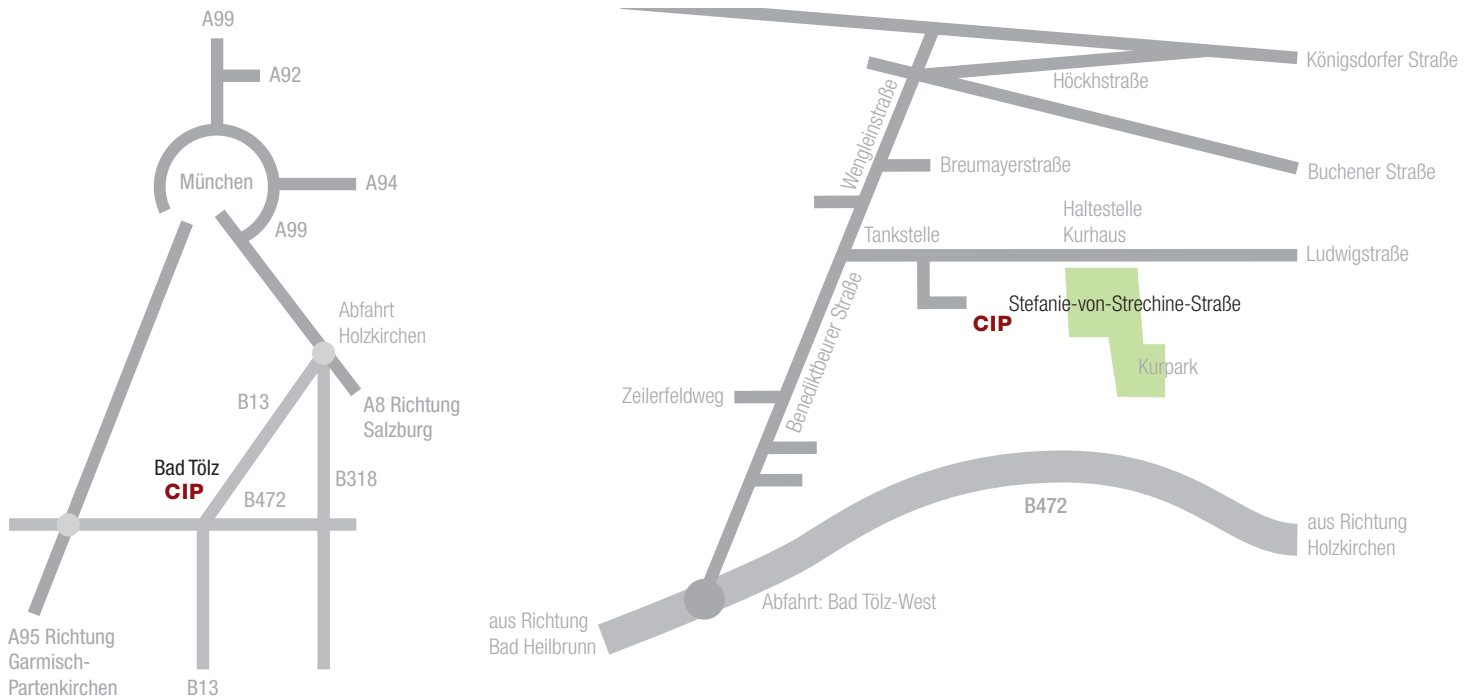 A99
A92
München
A94
A99
Abfahrt
Holzkirchen
B13
A8 Richtung
Salzburg
Bad Tölz
CIP
B472
B318
A95 Richtung
Garmisch-
Partenkirchen
B13
Königsdorfer Straße
Höckhstraße
Wengleinstraße
Breumayerstraße
Buchener Straße
Haltestelle
Kurhaus
Tankstelle
Ludwigstraße
Stefanie-von-Strechine-Straße
CIP
Benediktbeurer Straße
Kurpark
Zeilerfeldweg
B472
aus Richtung
Holzkirchen
Abfahrt: Bad Tölz-West
aus Richtung
Bad Heilbrunn